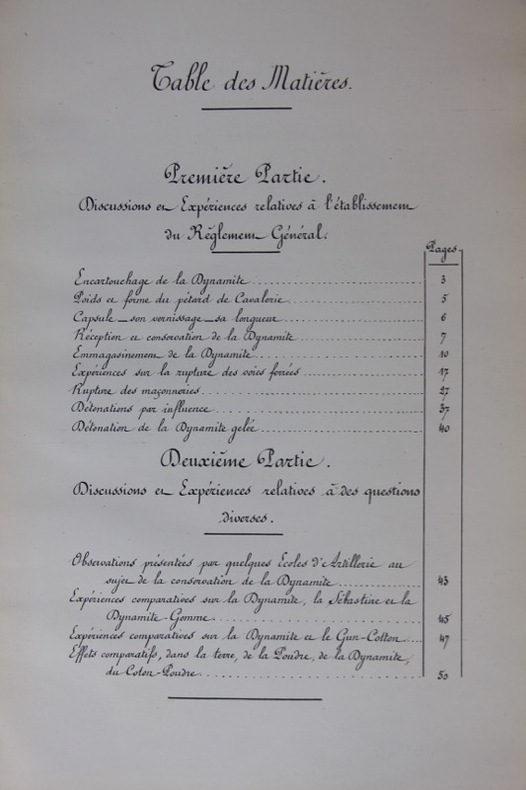 Table des Matières.
Première Partie.
Discussions et Expériences relatives à l'établissement
du Règlement Général.
Pages
Encartouchage de la Dynamite 3
Poids et forme du pétard de Cavalerie 5
Capsule _ son vernissage _ sa longueur 6
Réception et conservation de la Dynamite 7
Emmagasinement de la Dynamite 10
Expériences sur la rupture des voies ferrées 17
Rupture des maçonneries 27
Détonations par influence 37
Détonation de la Dynamite gelée 40
Deuxième Partie.
Discussions et Expériences relatives à des questions
diverses.
Observations présentées par quelques Ecoles d'Artillerie au
sujet de la conservation de la Dynamite 43
Expériences comparatives sur la Dynamite, la Sébastine et la
Dynamite-Gomme 45
Expériences comparatives sur la Dynamite et le Gun-Cotton 47
Effets comparatifs, dans la terre, de la Poudre, de la Dynamite,
du Coton-Poudre 50